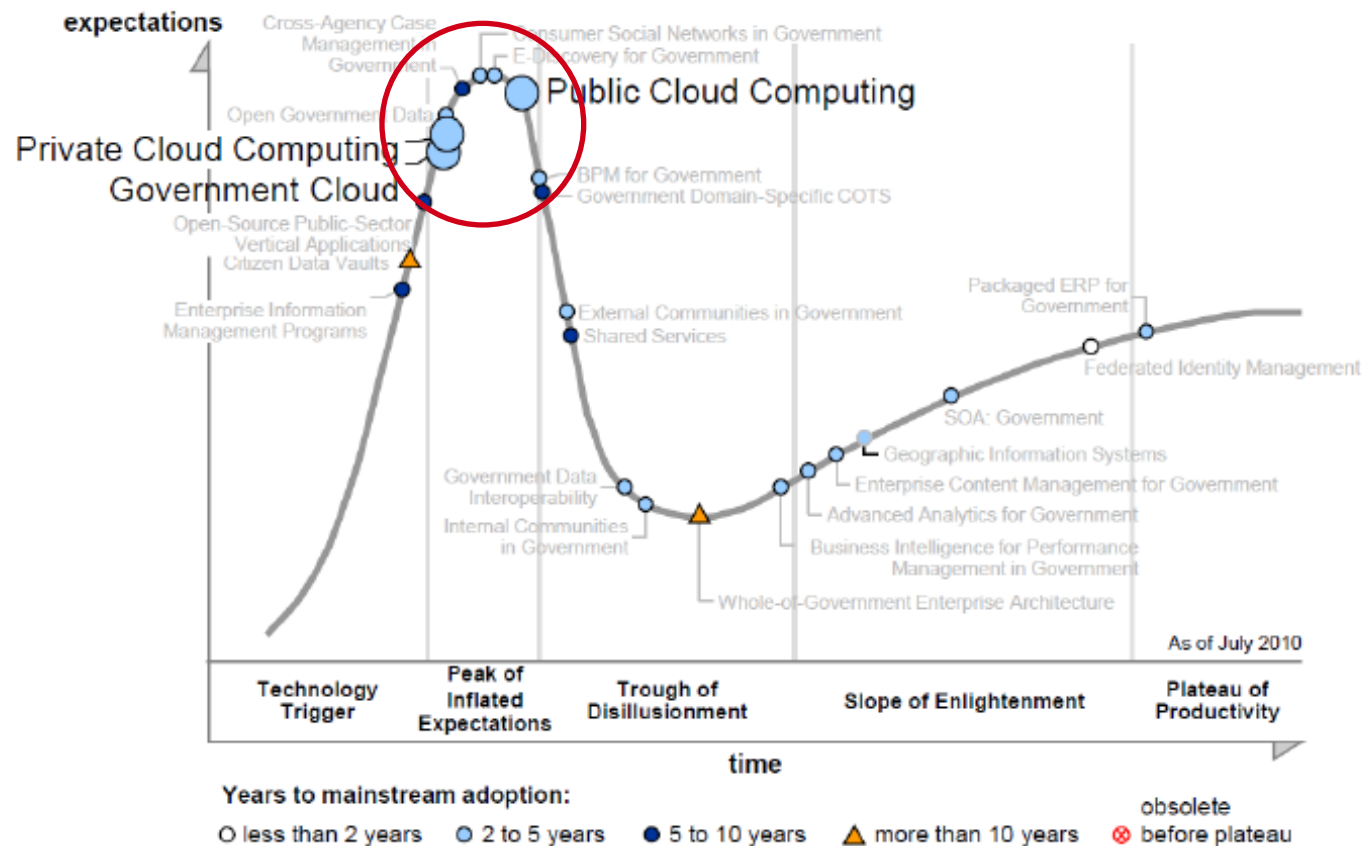 expectations
Cross-Agency Case
Management in
Government
Consumer Social Networks in Government
E-Discovery for Government
Public Cloud Computing
Open Government Data
Private Cloud Computing
Government Cloud
BPM for Government
Government Domain-Specific COTS
Open-Source Public-Sector
Vertical Applications
Citizen Data Vaults
Enterprise Information
Management Programs
External Communities in Government
Shared Services
Packaged ERP for
Government
Federated Identity Management
SOA: Government
Geographic Information Systems
Enterprise Content Management for Government
Advanced Analytics for Government
Business Intelligence for Performance
Management in Government
Government Data
Interoperability
Internal Communities
in Government
Whole-of-Government Enterprise Architecture
As of July 2010
Technology
Trigger
Peak of
Inflated
Expectations
Trough of
Disillusionment
Slope of Enlightenment
Plateau of
Productivity
time
Years to mainstream adoption:
less than 2 years
2 to 5 years
5 to 10 years
more than 10 years
obsolete
before plateau